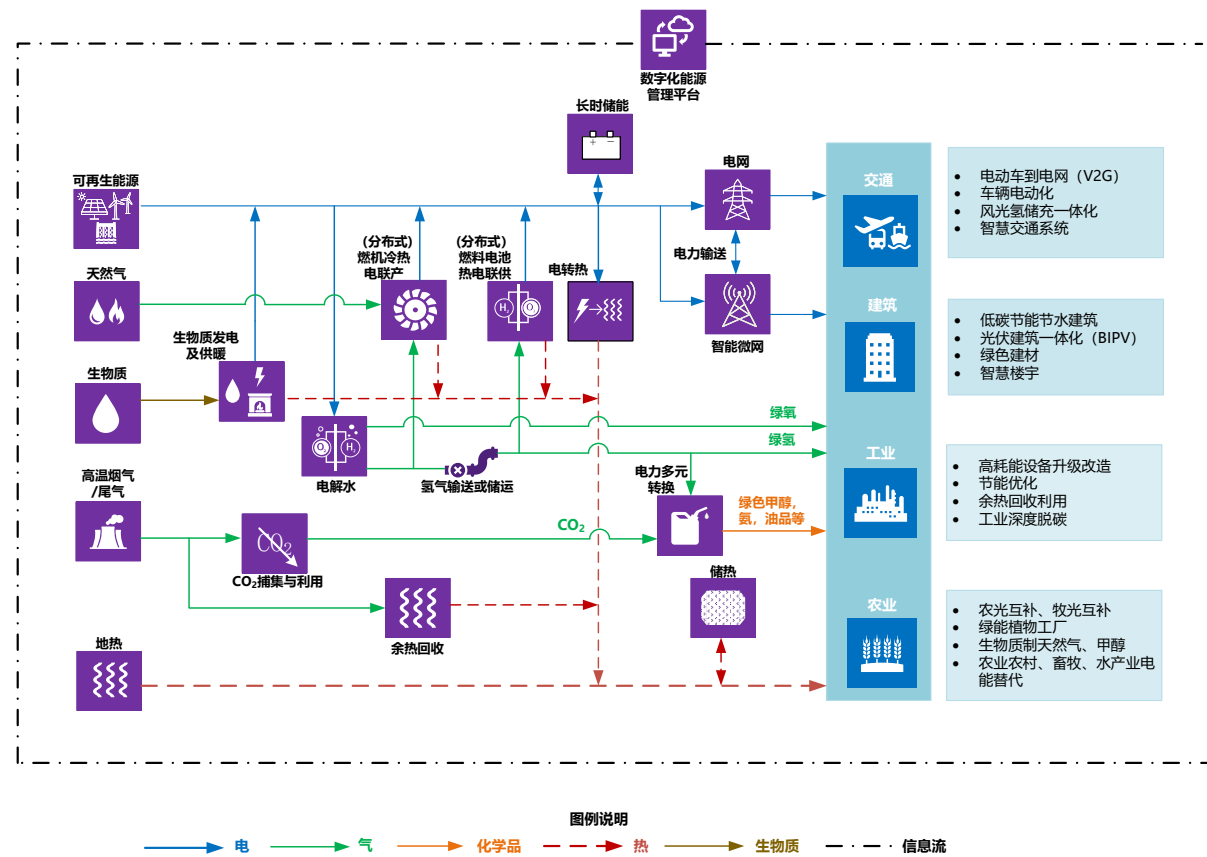 数字化能源
管理平台
长时储能
电网
可再生能源
(分布式)
燃机冷热
电联产
(分布式)
燃料电池
热电联供
电转热
电力输送
天然气
智能微网
生物质发电
及供暖
生物质
H₂
O₂
O₂
H₂
电解水
氢气输送或储运
绿氧
绿氢
高温烟气
/尾气
电力多元
转换
绿色甲醇,
氨,油品等
CO₂
CO₂
CO₂捕集与利用
储热
余热回收
地热
交通
• 电动车到电网(V2G)
• 车辆电动化
• 风光氢储充一体化
• 智慧交通系统
建筑
• 低碳节能节水建筑
• 光伏建筑一体化(BIPV)
• 绿色建材
• 智慧楼宇
工业
• 高耗能设备升级改造
• 节能优化
• 余热回收利用
• 工业深度脱碳
农业
• 农光互补、牧光互补
• 绿能植物工厂
• 生物质制天然气、甲醇
• 农业农村、畜牧、水产业电
能替代
图例说明
电
气
化学品
热
生物质
信息流